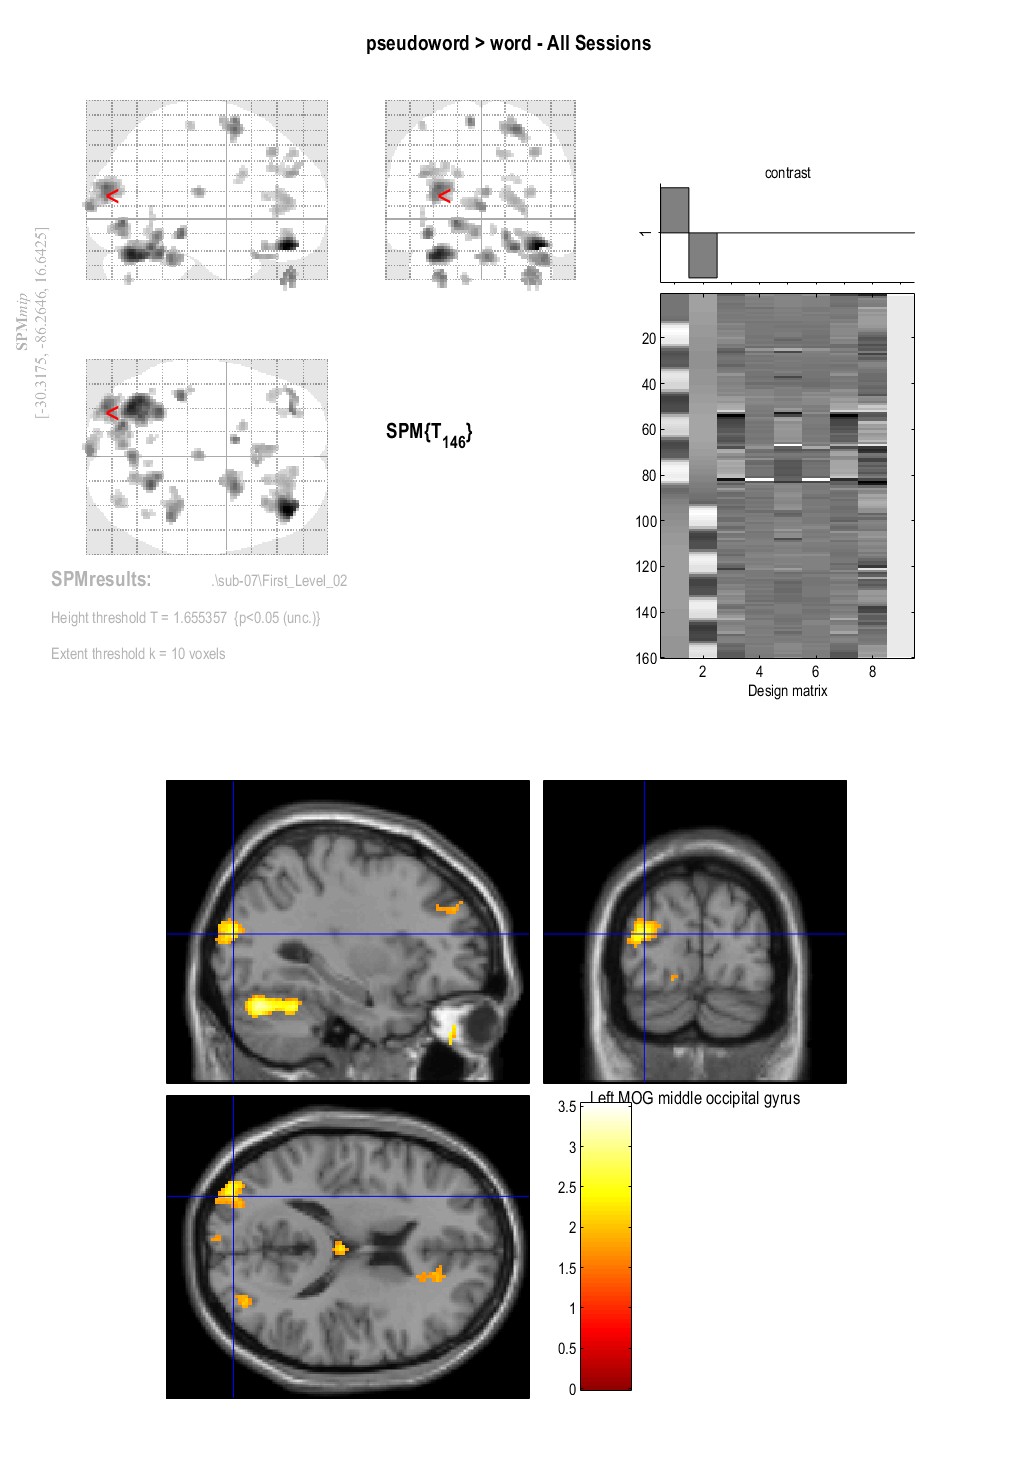 pseudoword > word - All Sessions
SPMmip
[-30.3175, -86.2646, 16.6425]
SPM{T146}
contrast
1
20
40
60
80
100
120
140
160
2 4 6 8
Design matrix
SPMresults: .\sub-07\First_Level_02
Height threshold T = 1.655357 {p<0.05 (unc.)}
Extent threshold k = 10 voxels
<
<
<
Left MOG middle occipital gyrus
3.5
3
2.5
2
1.5
1
0.5
0